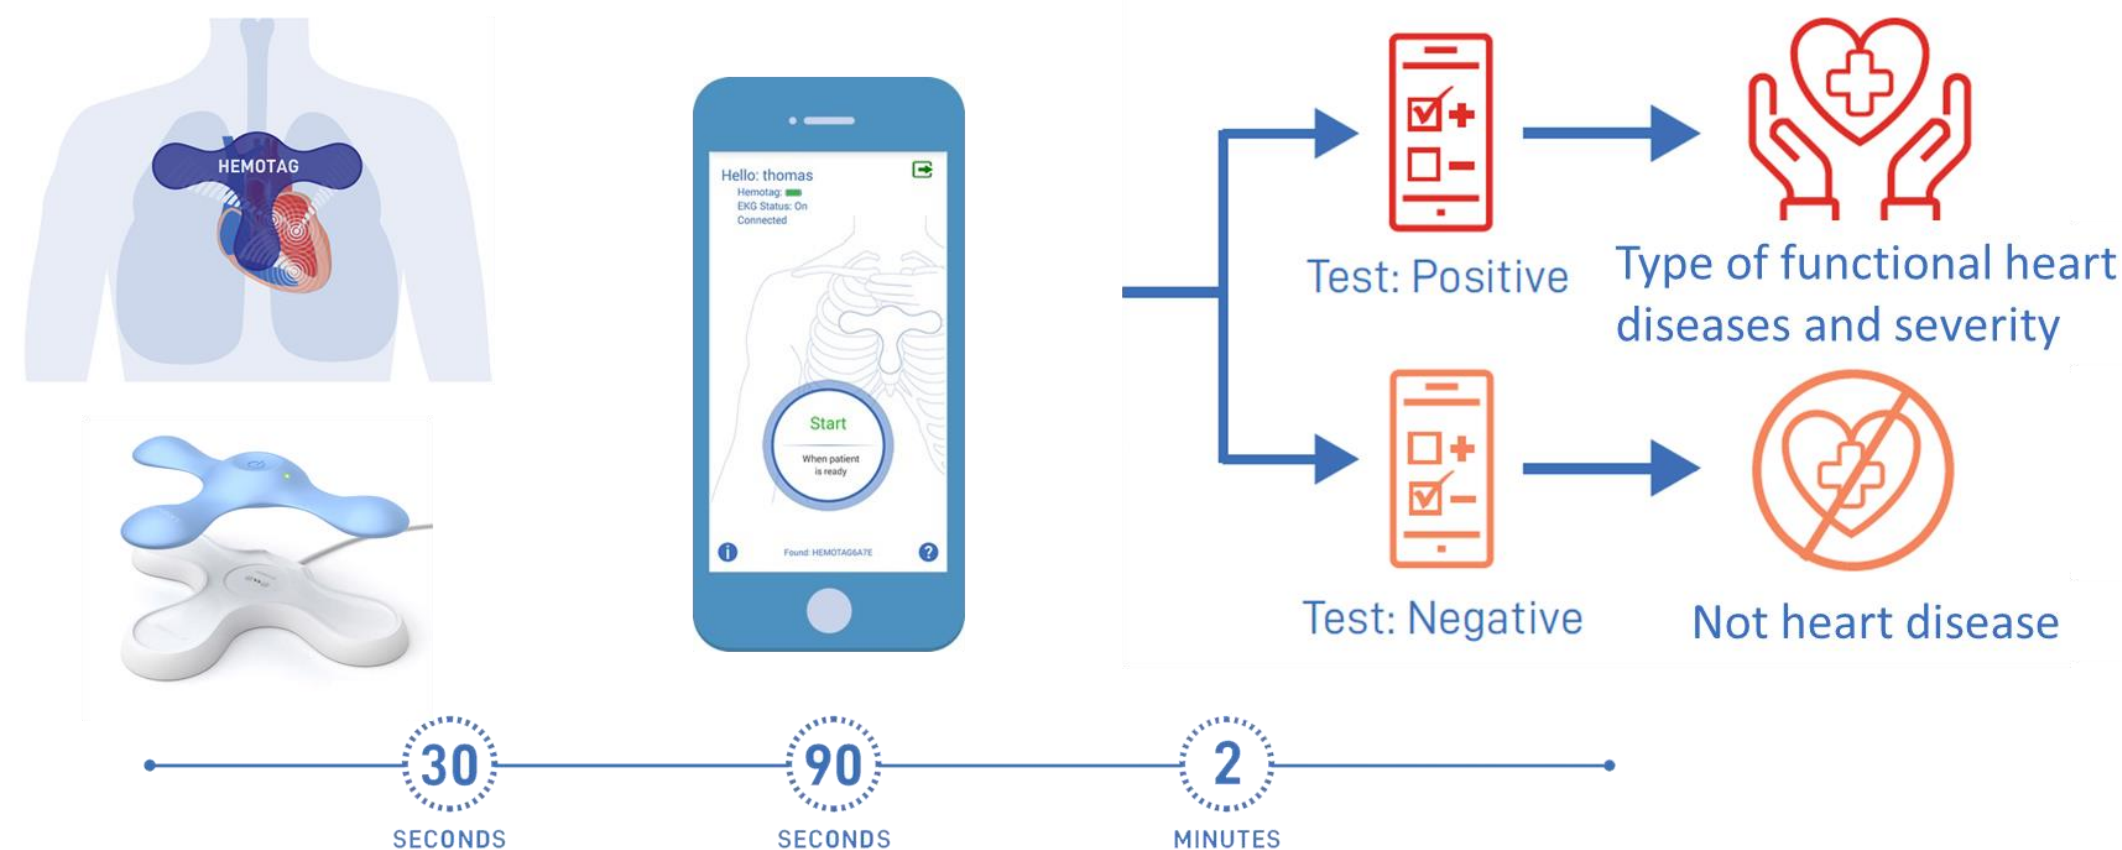 HEMOTAG
Hello: thomas
Hemotag:
EKG Status: On
Connected
Start
When patient
is ready
Found: HEMOTAG6A7E
Test: Positive
Type of functional heart
diseases and severity
Test: Negative
Not heart disease
30
SECONDS
90
SECONDS
2
MINUTES